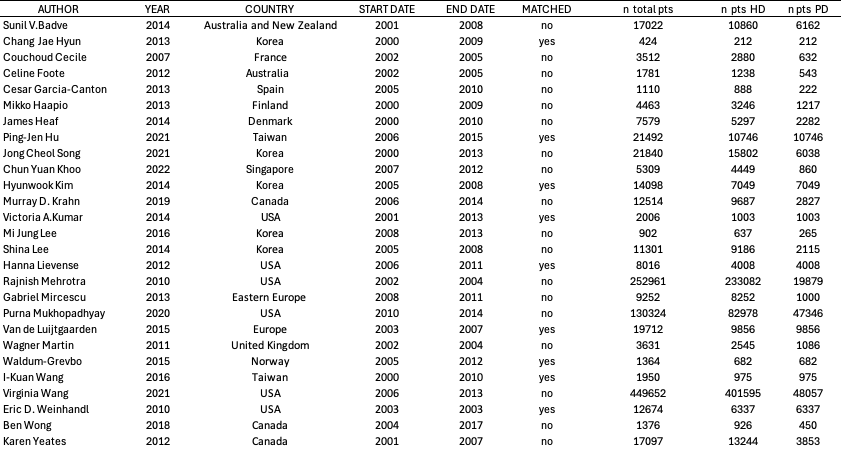 AUTHOR YEAR COUNTRY START DATE END DATE MATCHED n total pts n pts HD n pts PD
Sunil V.Badve 2014 Australia and New Zealand 2001 2008 no 17022 10860 6162
Chang Jae Hyun 2013 Korea 2000 2009 yes 424 212 212
Couchoud Cecile 2007 France 2002 2005 no 3512 2880 632
Celine Foote 2012 Australia 2002 2005 no 1781 1238 543
Cesar Garcia-Canton 2013 Spain 2005 2010 no 1110 888 222
Mikko Haapio 2013 Finland 2000 2009 no 4463 3246 1217
James Heaf 2014 Denmark 2000 2010 no 7579 5297 2282
Ping-Jen Hu 2021 Taiwan 2006 2015 yes 21492 10746 10746
Jong Cheol Song 2021 Korea 2000 2013 no 21840 15802 6038
Chun Yuan Khoo 2022 Singapore 2007 2012 no 5309 4449 860
Hyunwook Kim 2014 Korea 2005 2008 yes 14098 7049 7049
Murray D. Krahn 2019 Canada 2006 2014 no 12514 9687 2827
Victoria A.Kumar 2014 USA 2001 2013 yes 2006 1003 1003
Mi Jung Lee 2016 Korea 2008 2013 no 902 637 265
Shina Lee 2014 Korea 2005 2008 no 11301 9186 2115
Hanna Lievense 2012 USA 2006 2011 yes 8016 4008 4008
Rajnish Mehrotra 2010 USA 2002 2004 no 252961 233082 19879
Gabriel Mircescu 2013 Eastern Europe 2008 2011 no 9252 8252 1000
Purna Mukhopadhyay 2020 USA 2010 2014 no 130324 82978 47346
Van de Luijtgaarden 2015 Europe 2003 2007 yes 19712 9856 9856
Wagner Martin 2011 United Kingdom 2002 2004 no 3631 2545 1086
Waldum-Grevbo 2015 Norway 2005 2012 yes 1364 682 682
I-Kuan Wang 2016 Taiwan 2000 2010 yes 1950 975 975
Virginia Wang 2021 USA 2006 2013 no 449652 401595 48057
Eric D. Weinhandl 2010 USA 2003 2003 yes 12674 6337 6337
Ben Wong 2018 Canada 2004 2017 no 1376 926 450
Karen Yeates 2012 Canada 2001 2007 no 17097 13244 3853